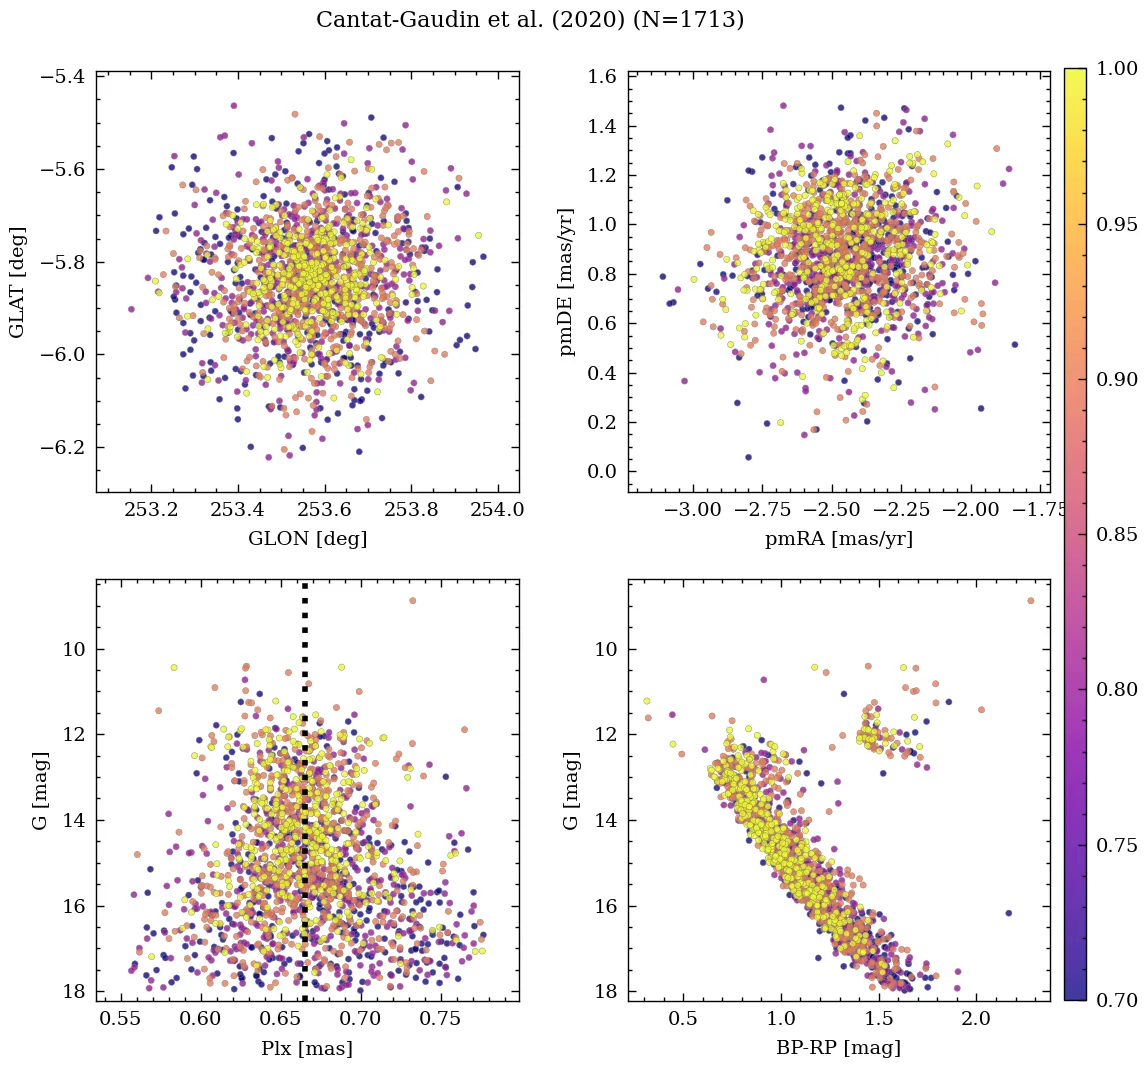 Cantat-Gaudin et al. (2020) (N=1713)
−5.4
−5.6
−5.8
−6.0
−6.2
GLAT [deg]
253.2 253.4 253.6 253.8 254.0
GLON [deg]
1.6
1.4
1.2
1.0
0.8
0.6
0.4
0.2
0.0
pmDE [mas/yr]
−3.00 −2.75 −2.50 −2.25 −2.00 −1.75
pmRA [mas/yr]
10
12
14
16
18
G [mag]
0.55 0.60 0.65 0.70 0.75
Plx [mas]
10
12
14
16
18
G [mag]
0.5 1.0 1.5 2.0
BP-RP [mag]
1.00
0.95
0.90
0.85
0.80
0.75
0.70